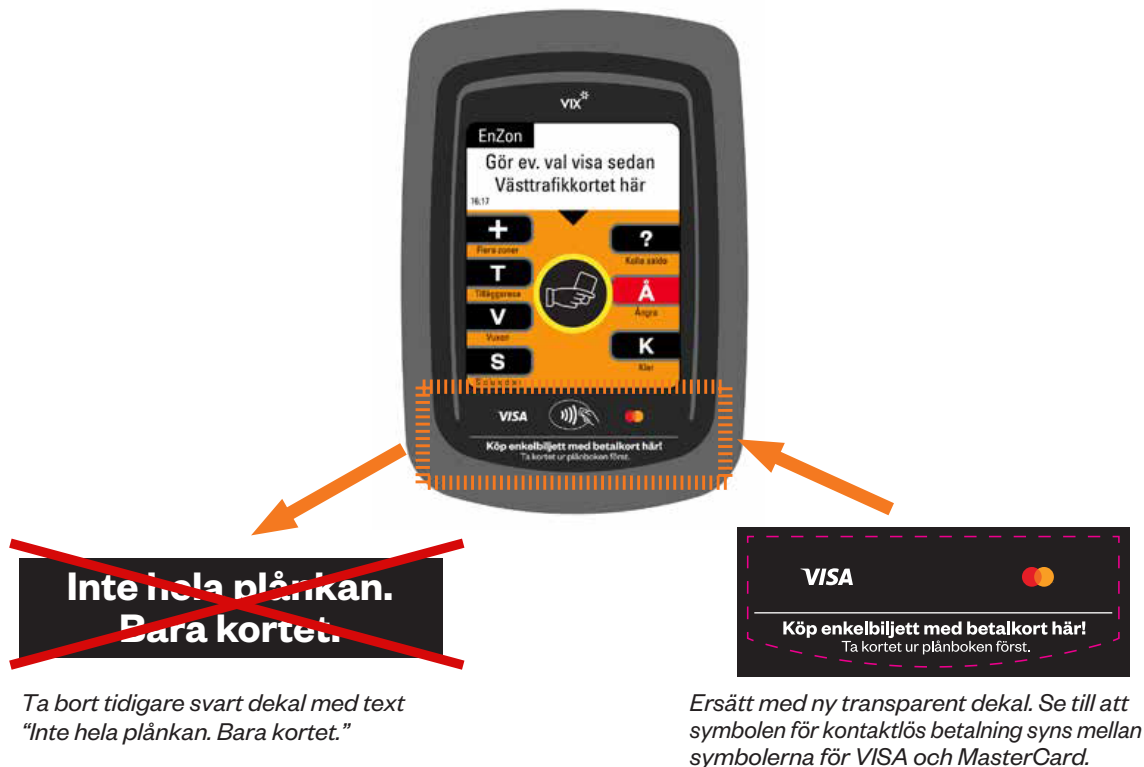 vix
EnZon
Gör ev. val visa sedan
Västtrafikkortet här
16:17
+
Flera zoner
?
Kolla saldo
T
Tilläggsresa
Å
Ångra
V
Vuxen
K
Klar
S
VISA
Köp enkelbiljett med betalkort här!
Ta kortet ur plånboken först.
Inte hela plånkan.
Bara kortet.
Ta bort tidigare svart dekal med text
“Inte hela plånkan. Bara kortet.”
VISA
Köp enkelbiljett med betalkort här!
Ta kortet ur plånboken först.
Ersätt med ny transparent dekal. Se till att
symbolen för kontaktlös betalning syns mellan
symbolerna för VISA och MasterCard.